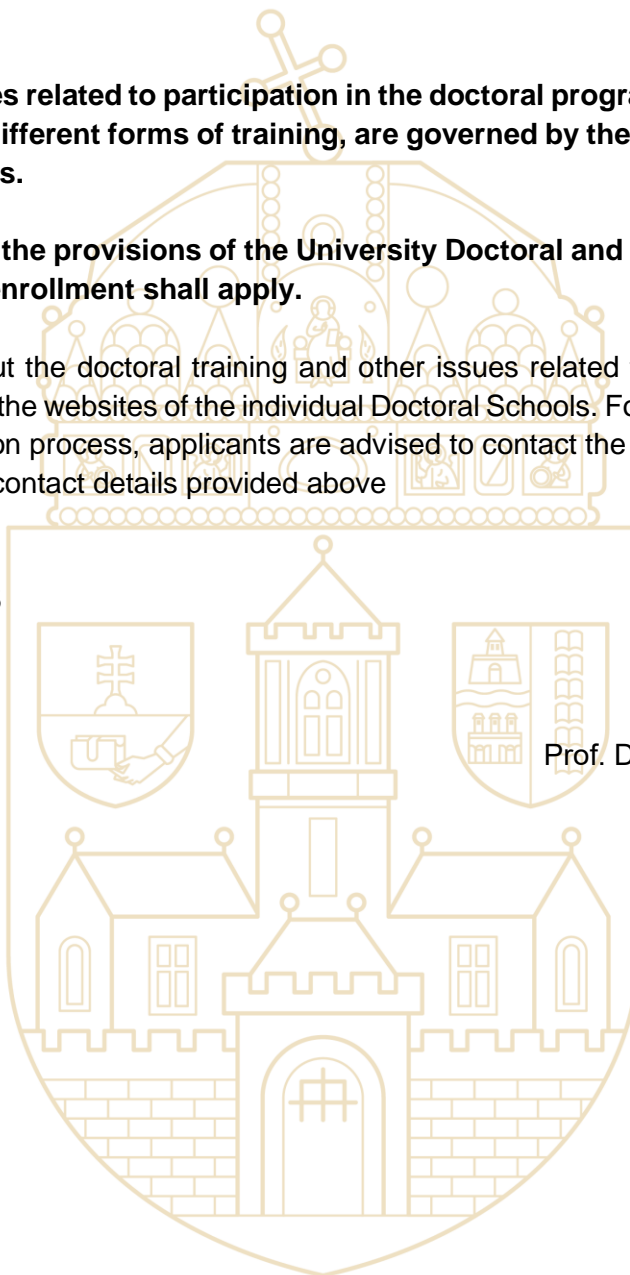 es related to participation in the doctoral progra
ifferent forms of training, are governed by the
s.
the provisions of the University Doctoral and
enrollment shall apply.
ut the doctoral training and other issues related
the websites of the individual Doctoral Schools. Fo
on process, applicants are advised to contact the
contact details provided above
Prof. D